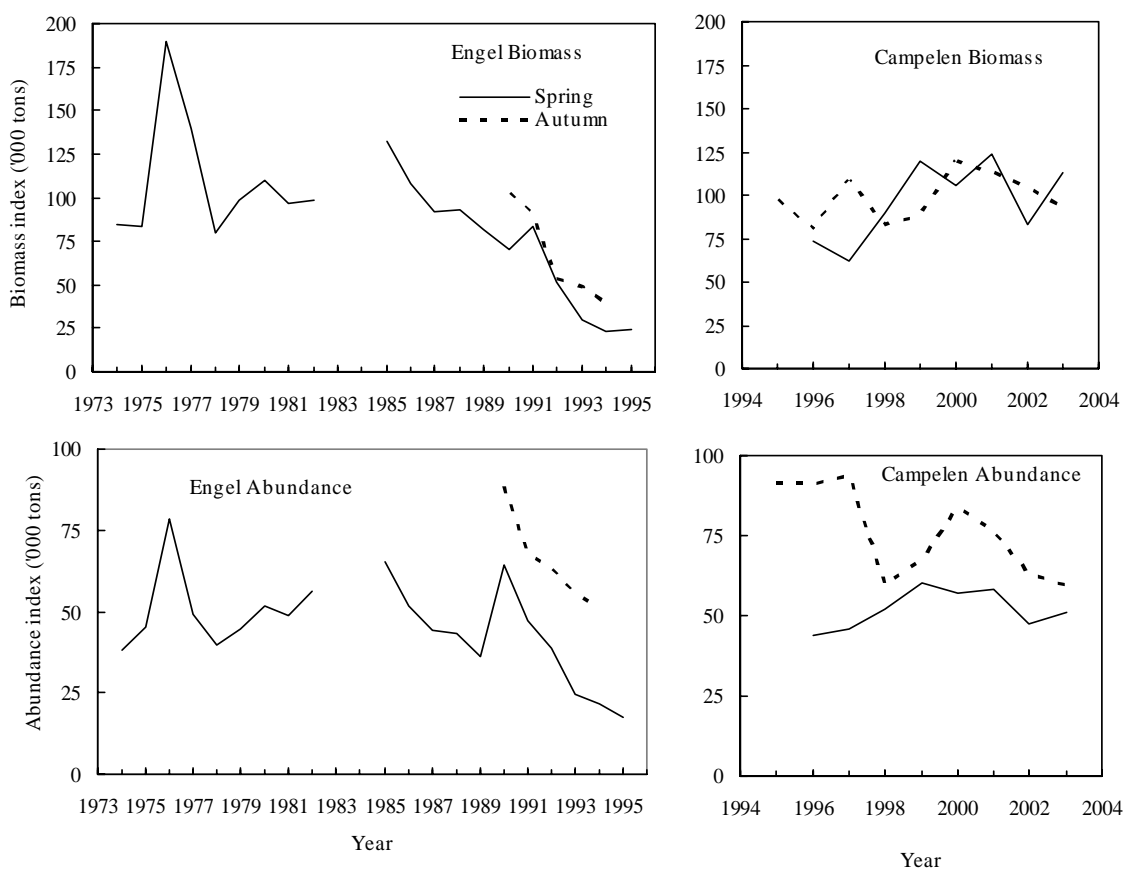 Engel Biomass
Spring
Autumn
Biomass index ('000 tons)
200
175
150
125
100
75
50
25
0
1973 1975 1977 1979 1981 1983 1985 1987 1989 1991 1993 1995
Campelen Biomass
200
175
150
125
100
75
50
25
0
1994 1996 1998 2000 2002 2004
Engel Abundance
Abundance index ('000 tons)
100
75
50
25
0
1973 1975 1977 1979 1981 1983 1985 1987 1989 1991 1993 1995
Year
Campelen Abundance
100
75
50
25
0
1994 1996 1998 2000 2002 2004
Year